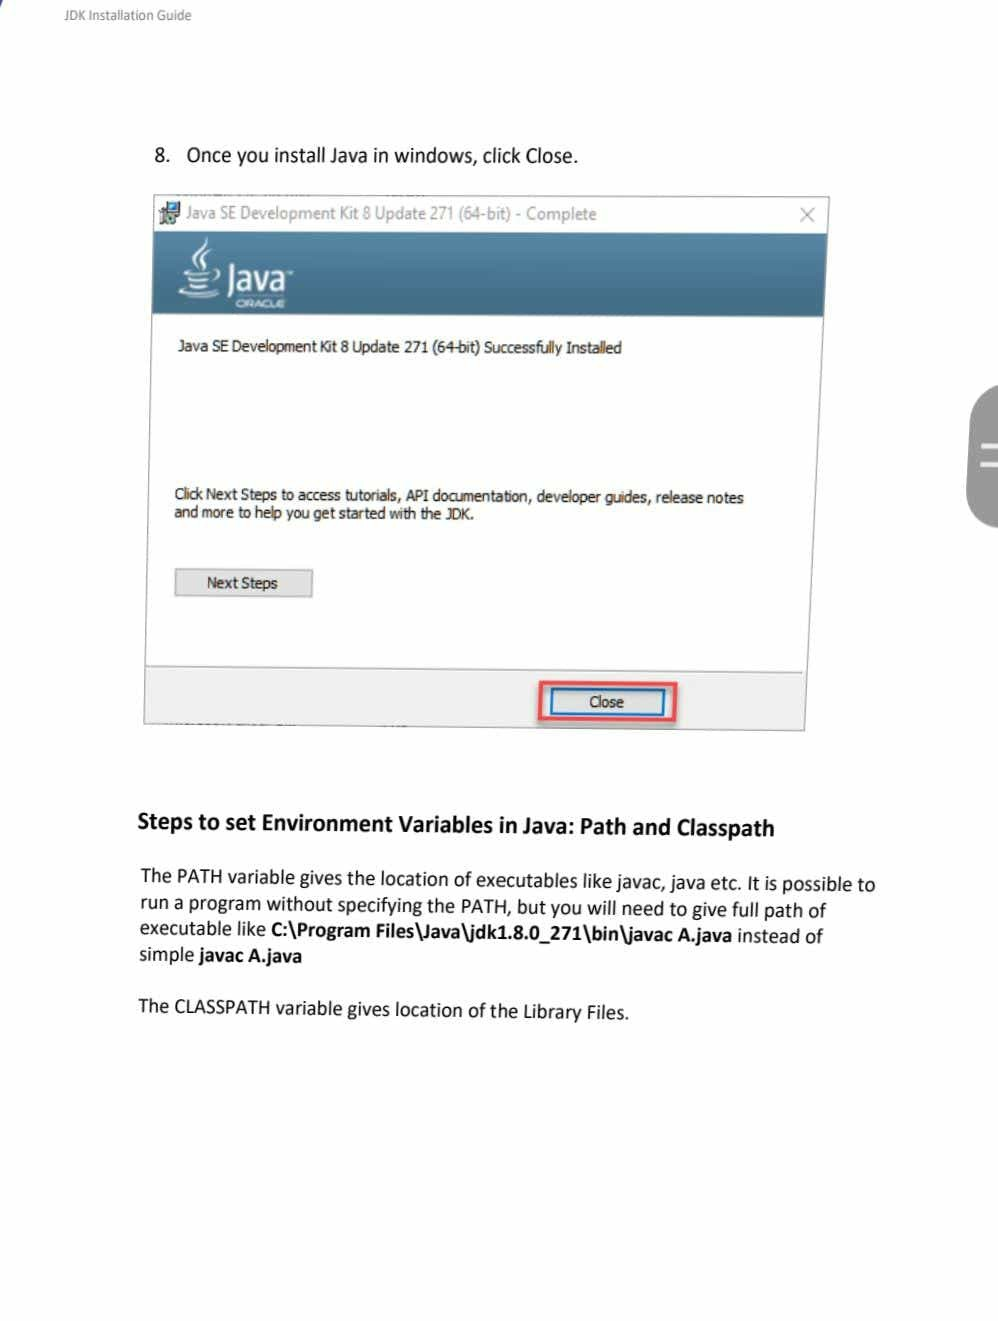 JDK Installation Guide
8. Once you install Java in windows, click Close.
Java SE Development Kit 8 Update 271 (64-bit) - Complete
Java™
ORACLE
Java SE Development Kit 8 Update 271 (64-bit) Successfully Installed
Click Next Steps to access tutorials, API documentation, developer guides, release notes
and more to help you get started with the JDK.
Next Steps
Close
Steps to set Environment Variables in Java: Path and Classpath
The PATH variable gives the location of executables like javac, java etc. It is possible to
run a program without specifying the PATH, but you will need to give full path of
executable like C:\Program Files\Java\jdk1.8.0_271\bin\javac A.java instead of
simple javac A.java
The CLASSPATH variable gives location of the Library Files.